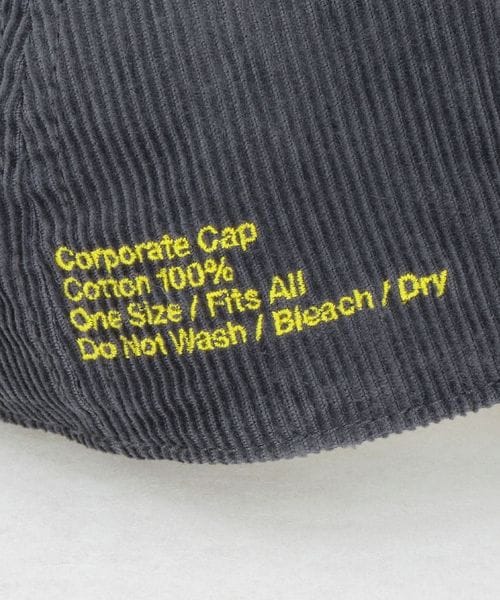 Corporate Cap
Cotton 100%
One Size / Fits All
Do Not Wash / Bleach / Dry